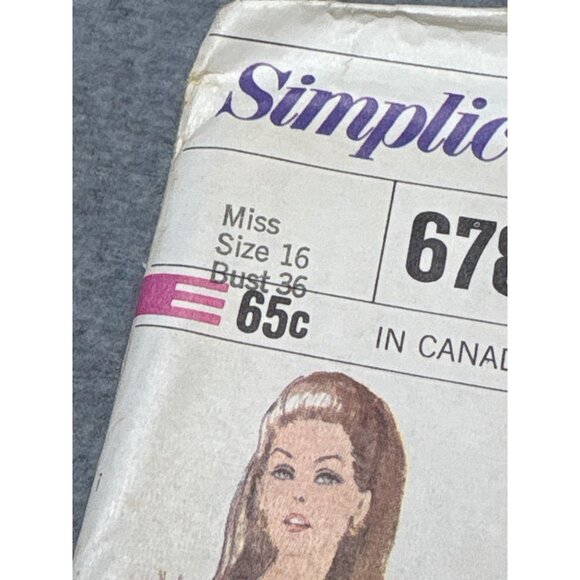 Simplic
Miss
Size 16
Bust 36
678
65c
IN CANAD